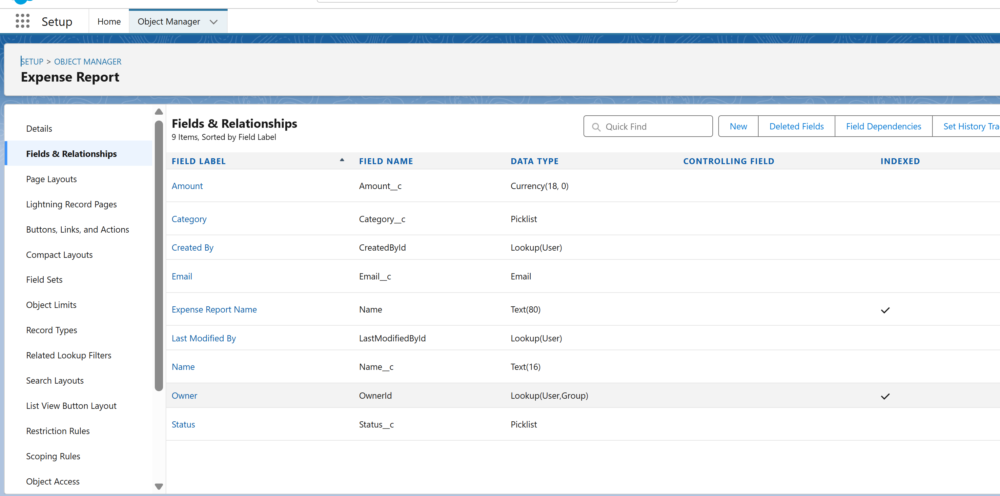 Setup
Home
Object Manager
SETUP > OBJECT MANAGER
Expense Report
Details
Fields & Relationships
Page Layouts
Lightning Record Pages
Buttons, Links, and Actions
Compact Layouts
Field Sets
Object Limits
Record Types
Related Lookup Filters
Search Layouts
List View Button Layout
Restriction Rules
Scoping Rules
Object Access
Fields & Relationships
9 Items, Sorted by Field Label
Quick Find
New
Deleted Fields
Field Dependencies
Set History Tra
FIELD LABEL FIELD NAME DATA TYPE CONTROLLING FIELD INDEXED
Amount Amount__c Currency(18, 0)
Category Category__c Picklist
Created By CreatedById Lookup(User)
Email Email__c Email
Expense Report Name Name Text(80)
Last Modified By LastModifiedById Lookup(User)
Name Name__c Text(16)
Owner OwnerId Lookup(User,Group)
Status Status__c Picklist